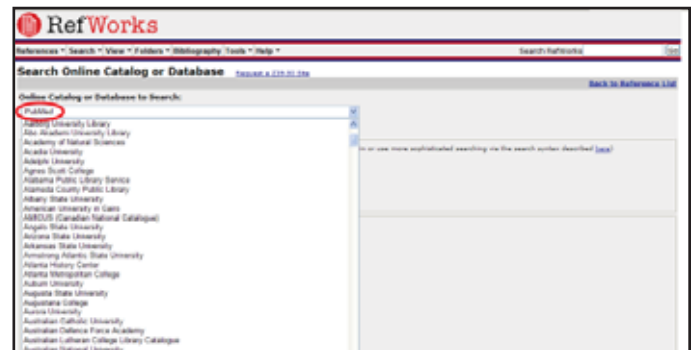 RefWorks
References Search View Folders Bibliography Tools Help Search RefWorks Go
Search Online Catalog or Database Request a Z39.50 Site
Back to Reference List
Online Catalog or Database to Search:
PubMed
Aalborg University Library
Abo Akademi University Library
Academy of Natural Sciences
Acadia University
Adelphi University
Agnes Scott College
Alabama Public Library Service
Alameda County Public Library
Albany State University
American University in Cairo
AMICUS (Canadian National Catalogue)
Angelo State University
Arizona State University
Arkansas State University
Armstrong Atlantic State University
Atlanta History Center
Atlanta Metropolitan College
Auburn University
Augusta State University
Augustana College
Aurora University
Australian Catholic University
Australian Defence Force Academy
Australian Lutheran College Library Catalogue
Australian National University
or use more sophisticated searching via the search syntax described here)